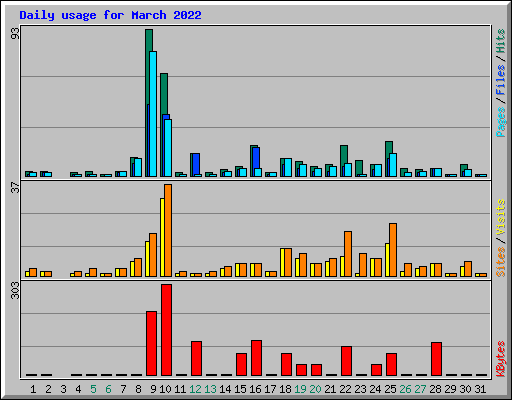 Daily usage for March 2022
93
Pages / Files / Hits
37
Sites / Visits
303
KBytes
1 2 3 4 5 6 7 8 9 10 11 12 13 14 15 16 17 18 19 20 21 22 23 24 25 26 27 28 29 30 31